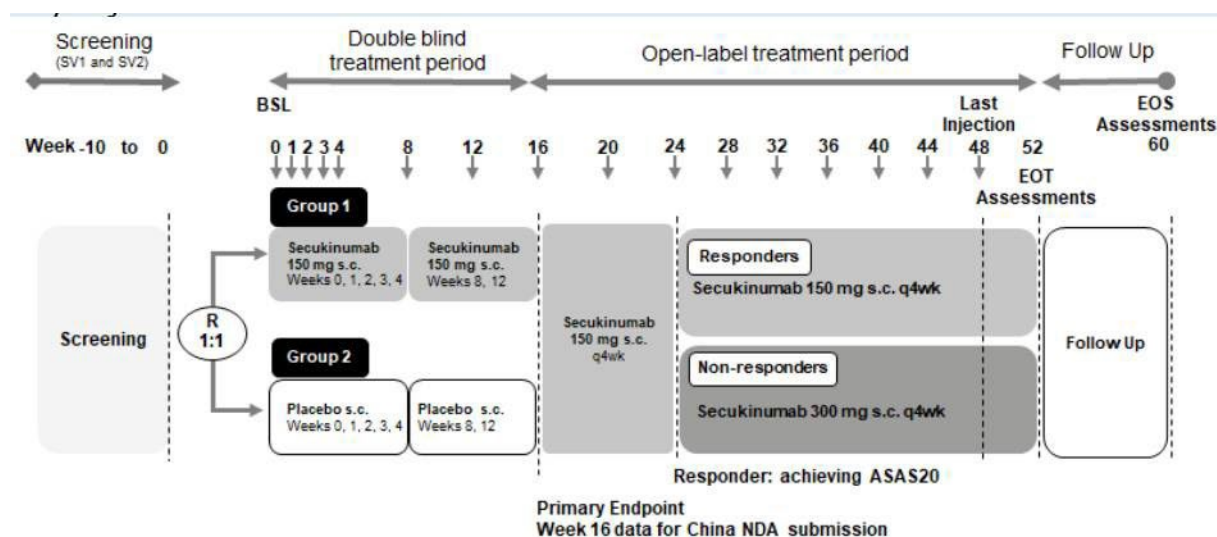 Screening
(SV1 and SV2)
Double blind
treatment period
Open-label treatment period
Follow Up
BSL
Last
Injection
EOS
Assessments
Week -10 to 0
0 1 2 3 4 8 12 16 20 24 28 32 36 40 44 48 52 60
EOT
Assessments
Group 1
Secukinumab
150 mg s.c.
Weeks 0, 1, 2, 3, 4
Secukinumab
150 mg s.c.
Weeks 8, 12
Screening
R
1:1
Group 2
Placebo s.c.
Weeks 0, 1, 2, 3, 4
Placebo s.c.
Weeks 8, 12
Secukinumab
150 mg s.c.
q4wk
Responders
Secukinumab 150 mg s.c. q4wk
Non-responders
Secukinumab 300 mg s.c. q4wk
Follow Up
Responder: achieving ASAS20
Primary Endpoint
Week 16 data for China NDA submission